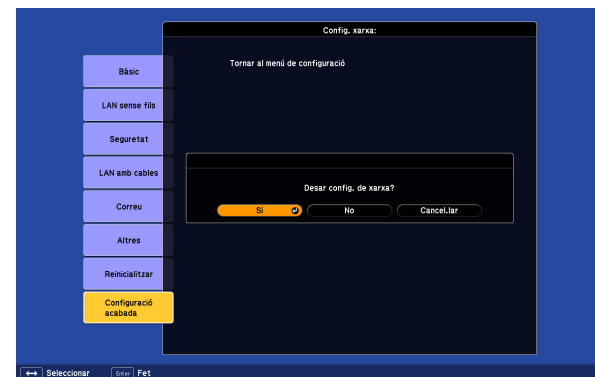 Config. xarxa:
Bàsic
Tornar al menú de configuració
LAN sense fils
Seguretat
LAN amb cables
Desar config. de xarxa?
Correu
Sí No Cancel.lar
Altres
Reinicialitzar
Configuració
acabada
Seleccionar Enter Fet